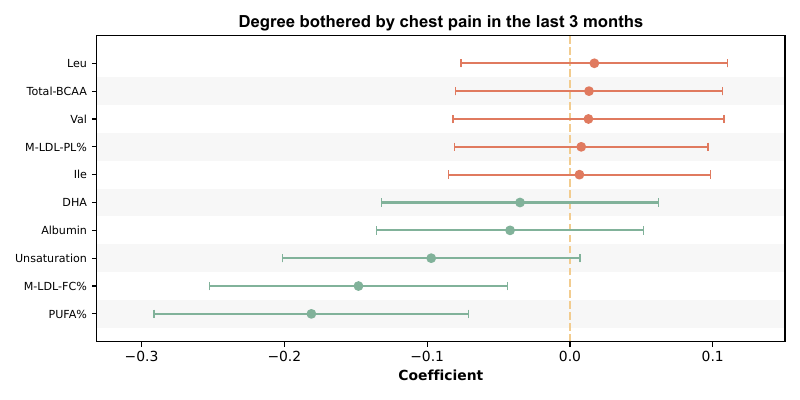 Degree bothered by chest pain in the last 3 months
Leu
Total-BCAA
Val
M-LDL-PL%
Ile
DHA
Albumin
Unsaturation
M-LDL-FC%
PUFA%
−0.3 −0.2 −0.1 0.0 0.1
Coefficient